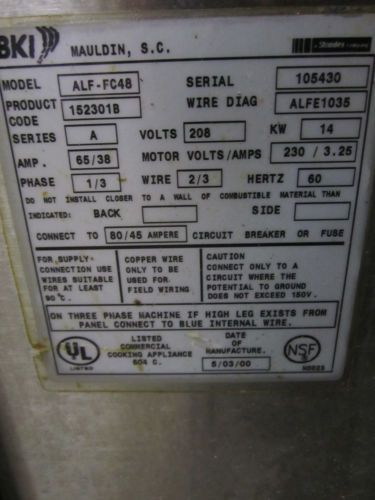 BKI MAULDIN, S.C. Standex
MODEL ALF-FC48 SERIAL 105430
PRODUCT CODE 152301B WIRE DIAG ALFE1035
SERIES A VOLTS 208 KW 14
AMP. 65/38 MOTOR VOLTS/AMPS 230 / 3.25
PHASE 1/3 WIRE 2/3 HERTZ 60
DO NOT INSTALL CLOSER TO A WALL OF COMBUSTIBLE MATERIAL THAN
INDICATED: BACK SIDE
CONNECT TO 80/45 AMPERE CIRCUIT BREAKER OR FUSE
FOR SUPPLY
CONNECTION USE
WIRES SUITABLE
FOR AT LEAST
90°C.
COPPER WIRE
ONLY TO BE
USED FOR
FIELD WIRING
CAUTION
CONNECT ONLY TO A
CIRCUIT WHERE THE
POTENTIAL TO GROUND
DOES NOT EXCEED 150V.
ON THREE PHASE MACHINE IF HIGH LEG EXISTS FROM
PANEL CONNECT TO BLUE INTERNAL WIRE.
UL
LISTED
LISTED
COMMERCIAL
COOKING APPLIANCE
604 C.
DATE
OF
MANUFACTURE.
5/03/00
NSF